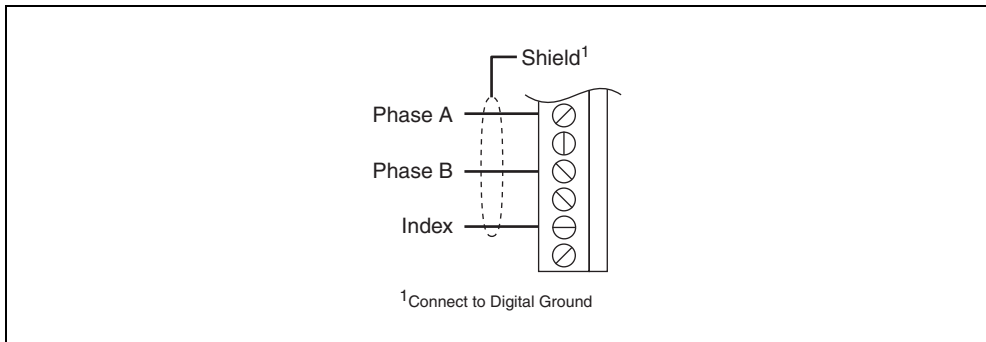 Shield1
Phase A
Phase B
Index
1Connect to Digital Ground